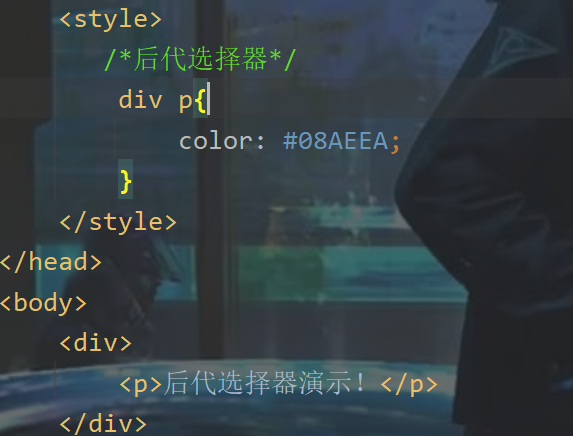 <style>
/*后代选择器*/
div p{
color: #08AEEA;
}
</style>
</head>
<body>
<div>
<p>后代选择器演示！</p>
</div>